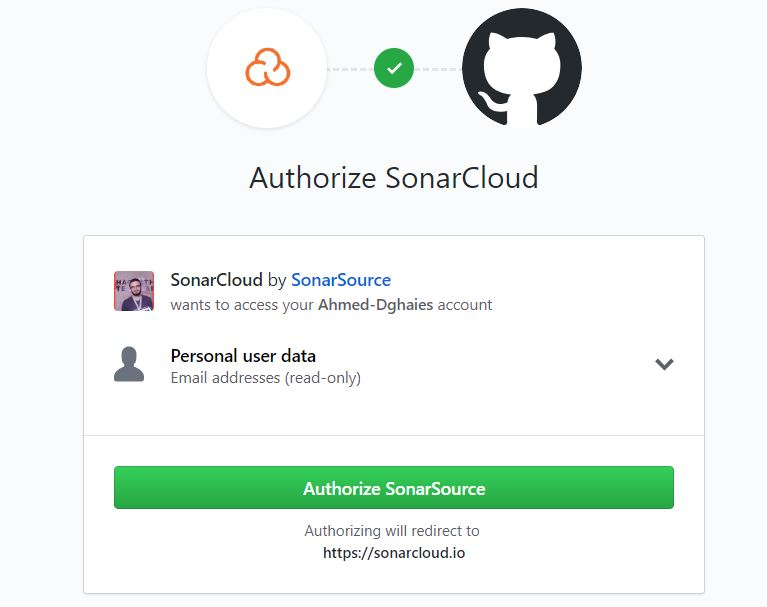 Authorize SonarCloud
SonarCloud by SonarSource
wants to access your Ahmed-Dghaies account
Personal user data
Email addresses (read-only)
Authorize SonarSource
Authorizing will redirect to
https://sonarcloud.io